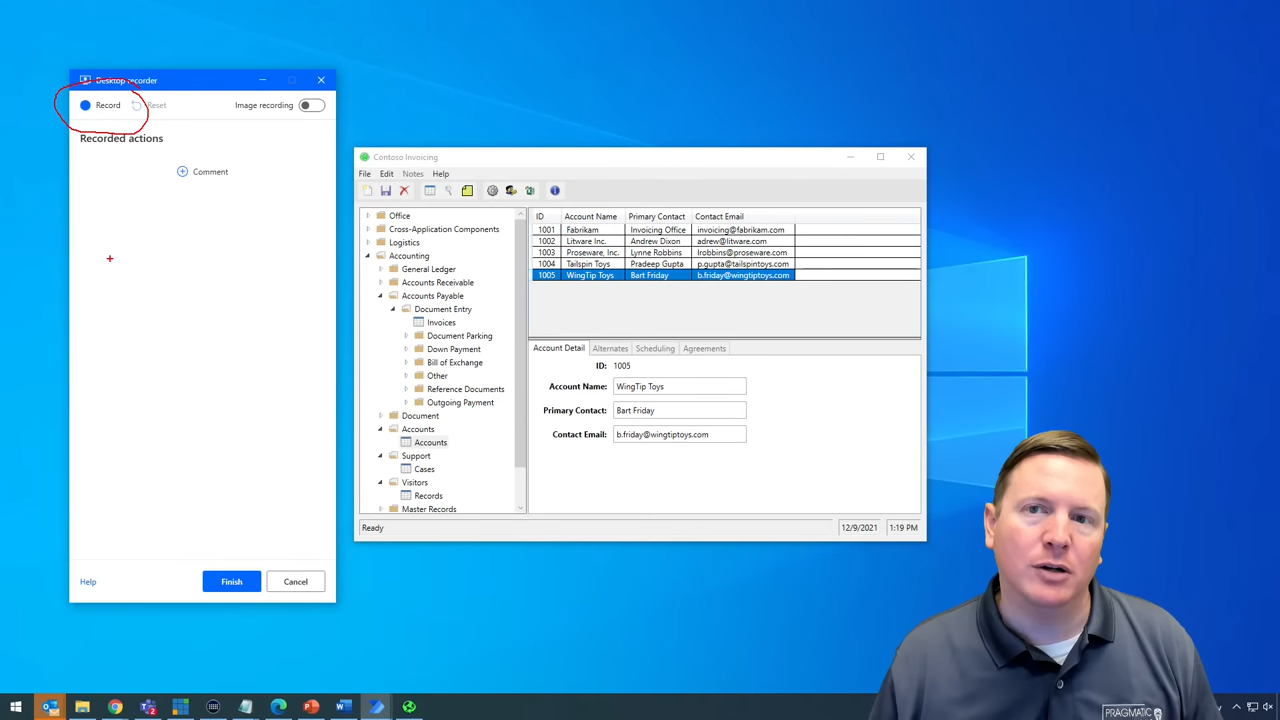 Desktop recorder
Record Reset Image recording
Recorded actions
Comment
Help Finish Cancel
Contoso Invoicing
File Edit Notes Help
Office
Cross-Application Components
Logistics
Accounting
General Ledger
Accounts Receivable
Accounts Payable
Document Entry
Invoices
Document Parking
Down Payment
Bill of Exchange
Other
Reference Documents
Outgoing Payment
Document
Accounts
Accounts
Support
Cases
Visitors
Records
Master Records
ID Account Name Primary Contact Contact Email
1001 Fabrikam Invoicing Office invoicing@fabrikam.com
1002 Litware Inc. Andrew Dixon adrew@litware.com
1003 Proseware, Inc. Lynne Robbins lrobbins@proseware.com
1004 Tailspin Toys Pradeep Gupta p.gupta@tailspintoys.com
1005 WingTip Toys Bart Friday b.friday@wingtiptoys.com
Account Detail Alternates Scheduling Agreements
ID: 1005
Account Name: WingTip Toys
Primary Contact: Bart Friday
Contact Email: b.friday@wingtiptoys.com
Ready 12/9/2021 1:19 PM
PRAGMATIC